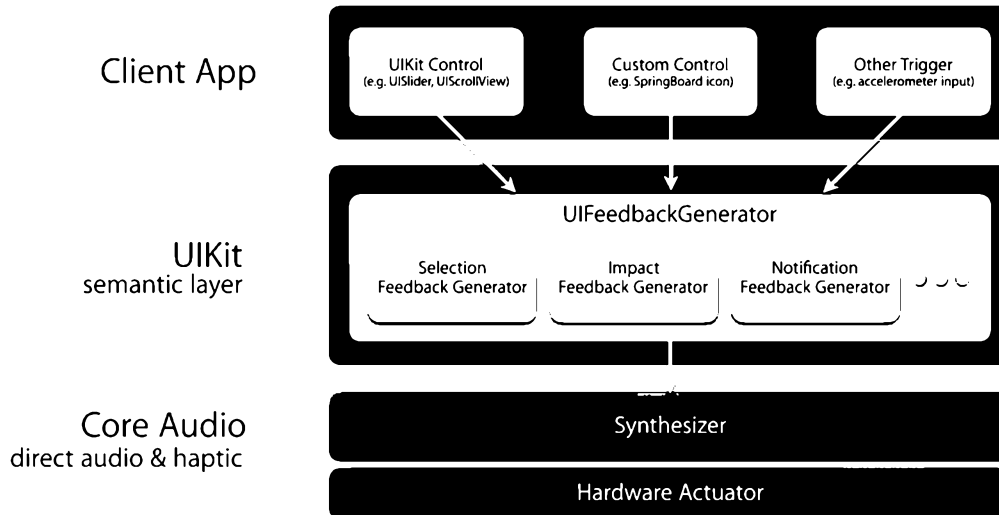 Client App
UIKit Control
(e.g. UISlider, UIScrollView)
Custom Control
(e.g. SpringBoard icon)
Other Trigger
(e.g. accelerometer input)
UIKit
semantic layer
UIFeedbackGenerator
Selection
Feedback Generator
Impact
Feedback Generator
Notification
Feedback Generator
Core Audio
direct audio & haptic
Synthesizer
Hardware Actuator